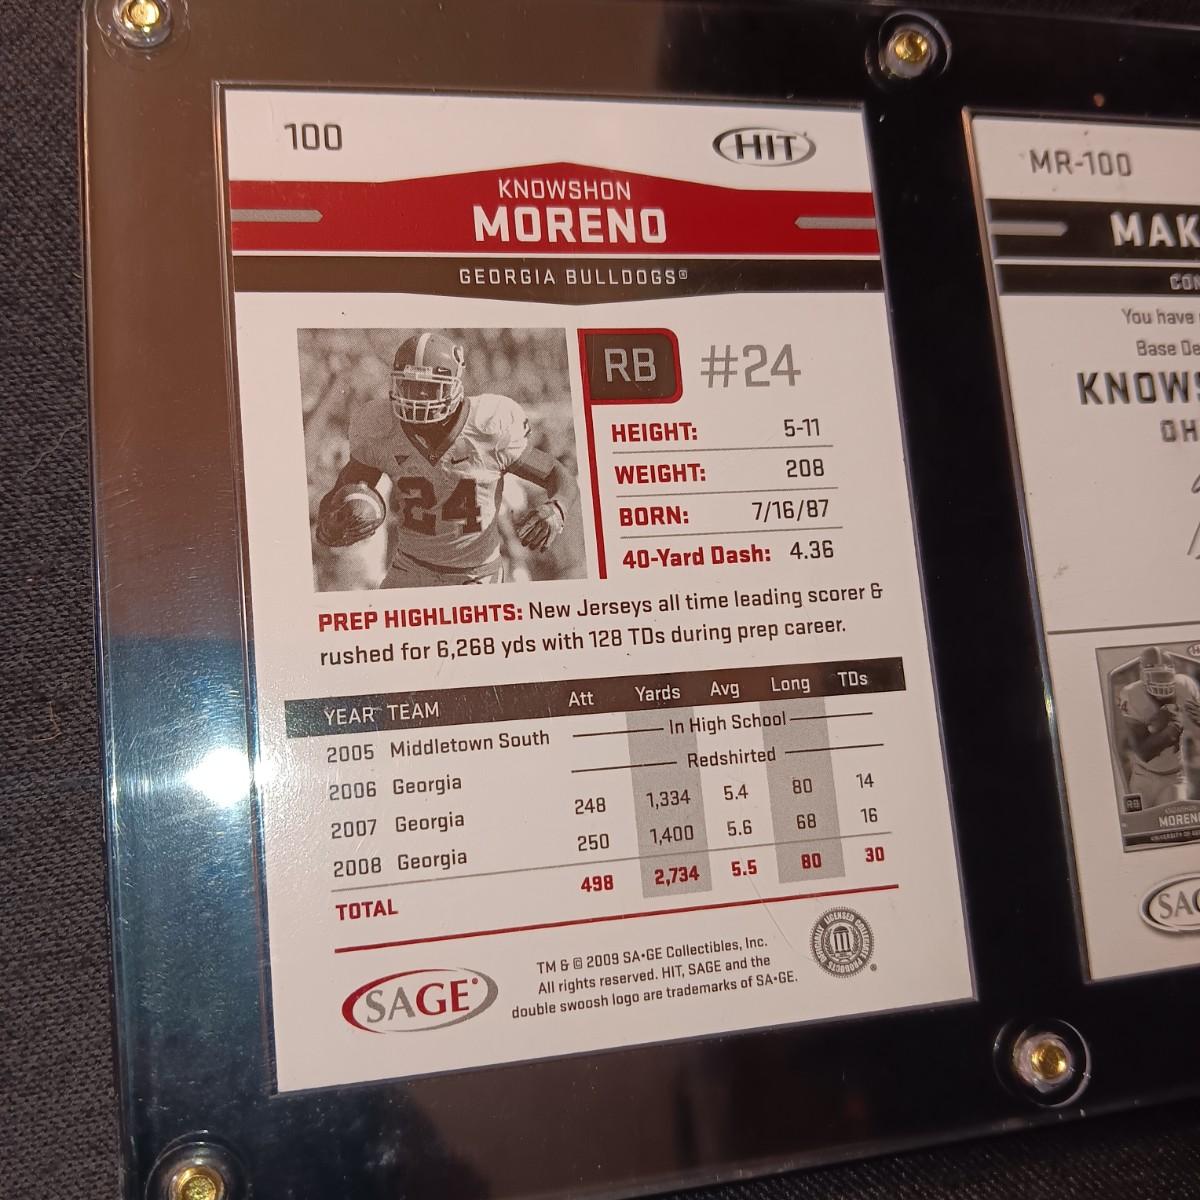 100
HIT
KNOWSHON
MORENO
GEORGIA BULLDOGS®
RB #24
24
HEIGHT: 5-11
WEIGHT: 208
BORN: 7/16/87
40-Yard Dash: 4.36
PREP HIGHLIGHTS: New Jerseys all time leading scorer &
rushed for 6,268 yds with 128 TDs during prep career.
YEAR TEAM Att Yards Avg Long TDs
2005 Middletown South In High School
2006 Georgia Redshirted
2007 Georgia 248 1,334 5.4 80 14
2008 Georgia 250 1,400 5.6 68 16
TOTAL 498 2,734 5.5 80 30
SAGE
TM & © 2009 SA•GE Collectibles, Inc.
All rights reserved. HIT, SAGE and the
double swoosh logo are trademarks of SA•GE.
OFFICIALLY LICENSED COLLEGIATE PRODUCTS
MR-100
MAK
CON
You have
Base De
KNOWS
OH
RB
MOREN
SAG